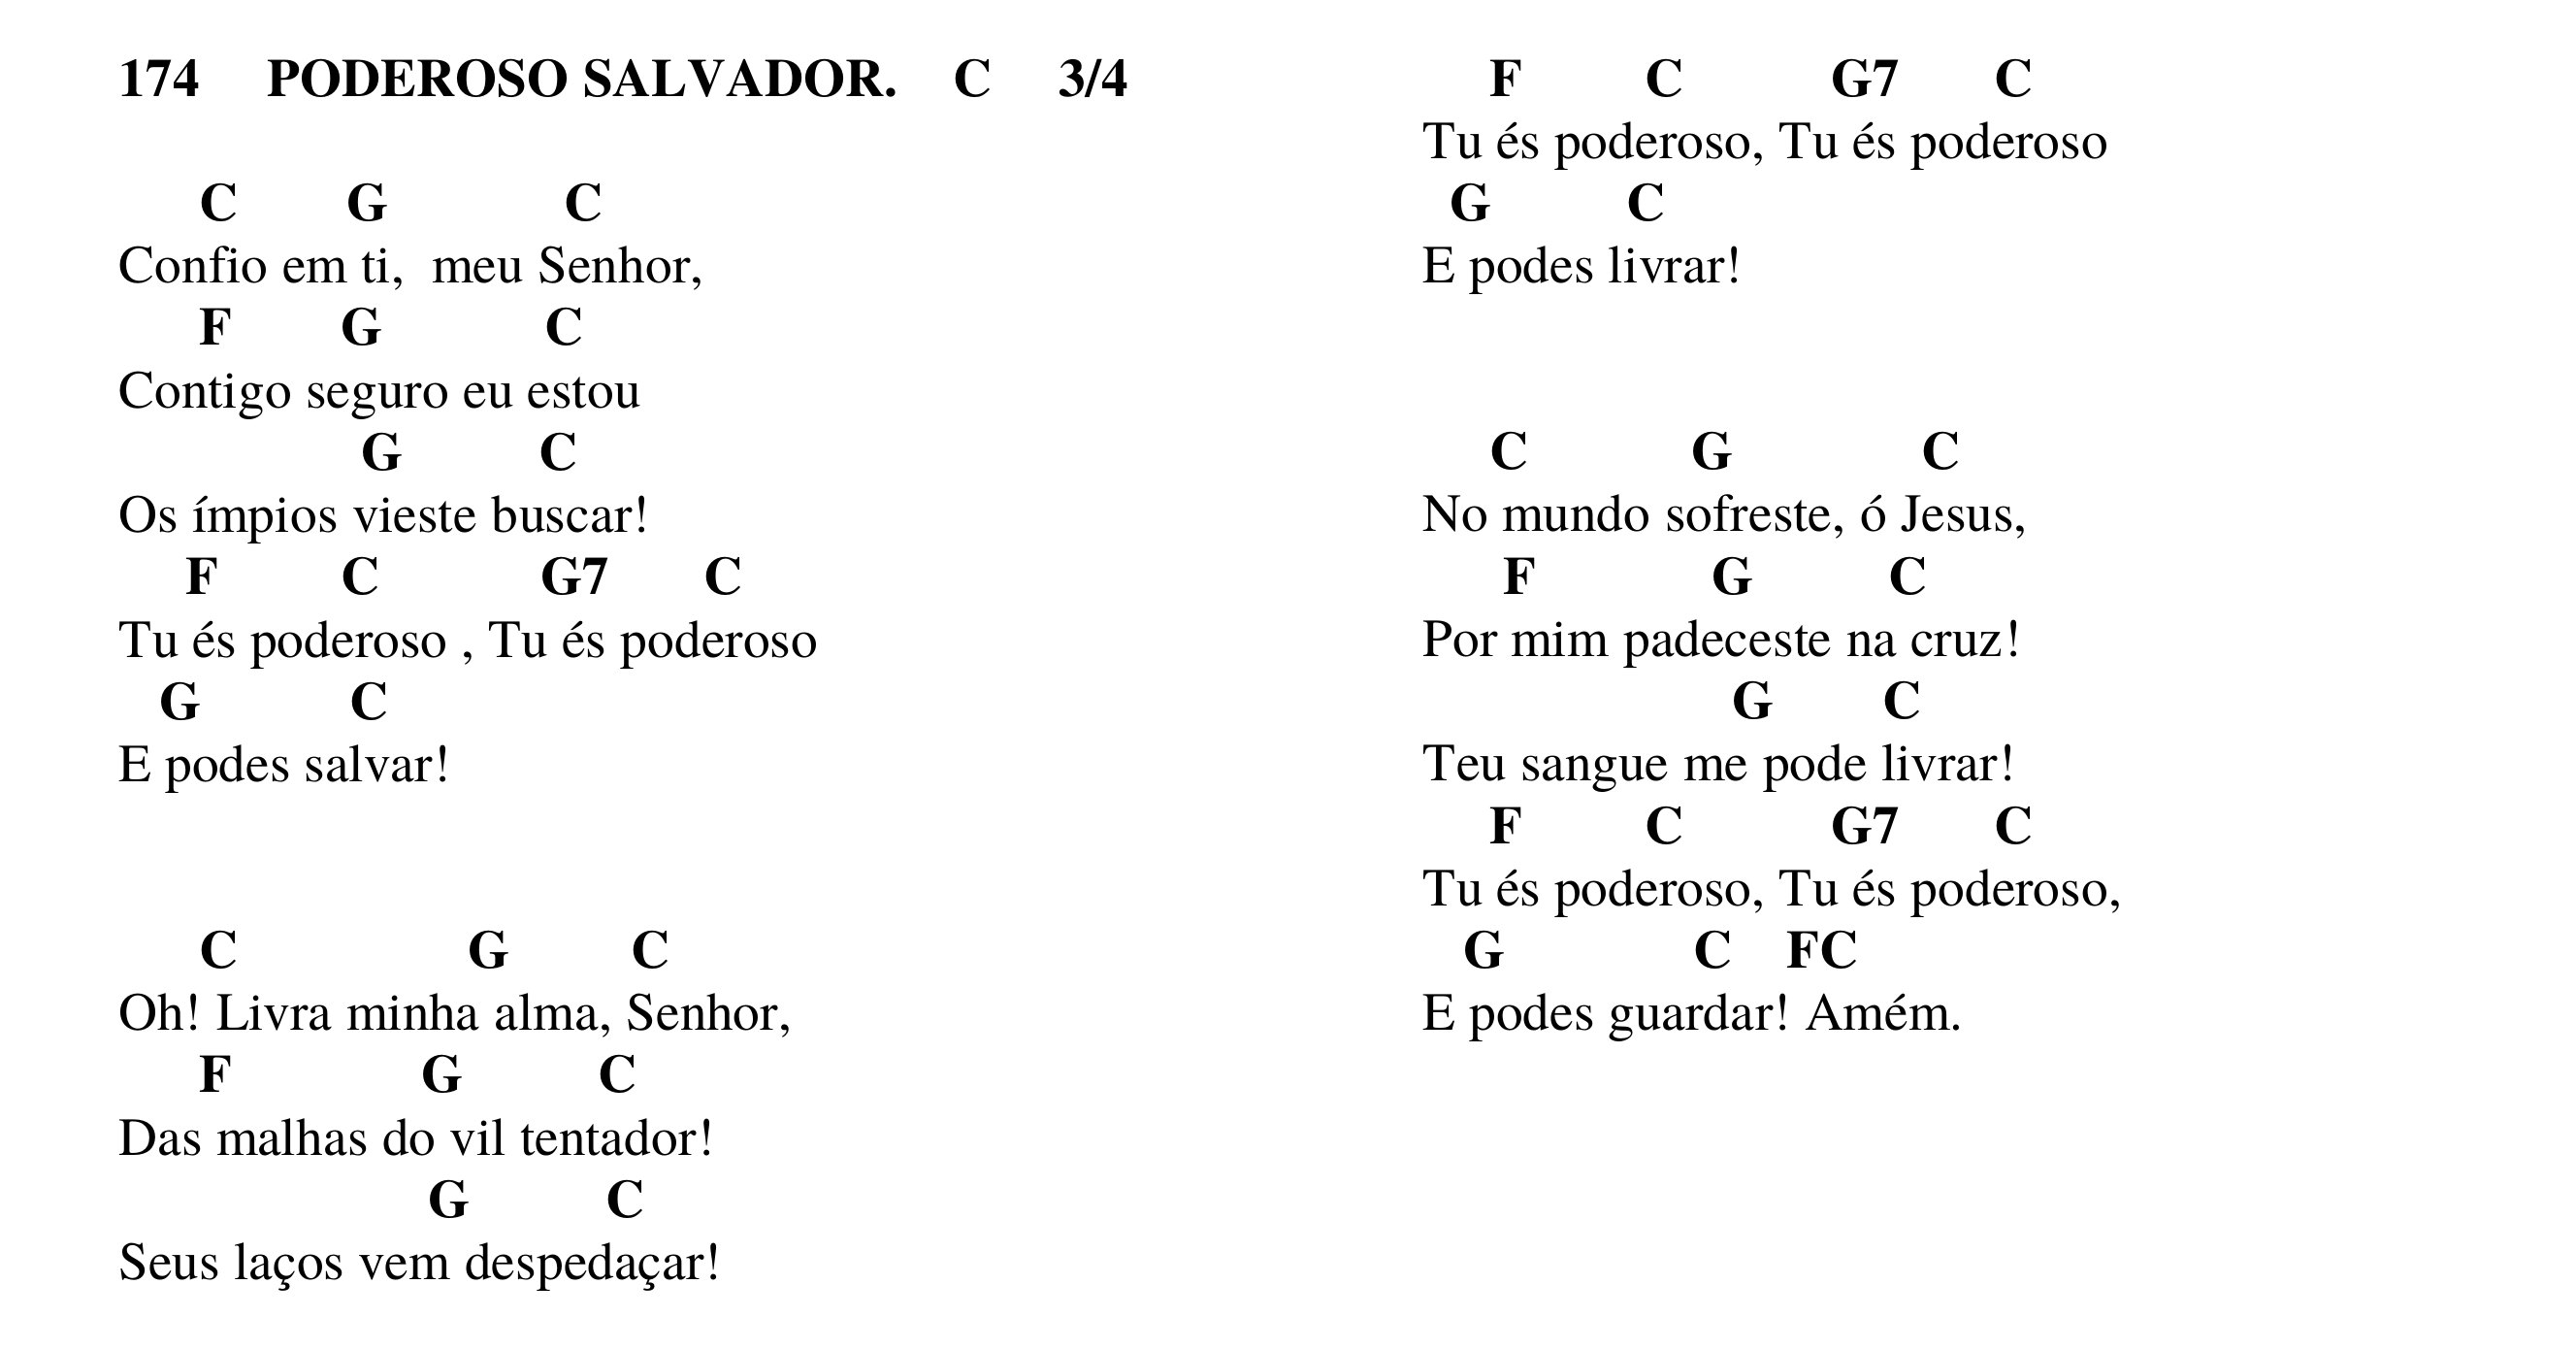 174 PODEROSO SALVADOR. C 3/4
C G C
Confio em ti, meu Senhor,
F G C
Contigo seguro eu estou
G C
Os ímpios vieste buscar!
F C G7 C
Tu és poderoso , Tu és poderoso
G C
E podes salvar!
C G C
Oh! Livra minha alma, Senhor,
F G C
Das malhas do vil tentador!
G C
Seus laços vem despedaçar!
F C G7 C
Tu és poderoso, Tu és poderoso
G C
E podes livrar!
C G C
No mundo sofreste, ó Jesus,
F G C
Por mim padeceste na cruz!
G C
Teu sangue me pode livrar!
F C G7 C
Tu és poderoso, Tu és poderoso,
G C FC
E podes guardar! Amém.